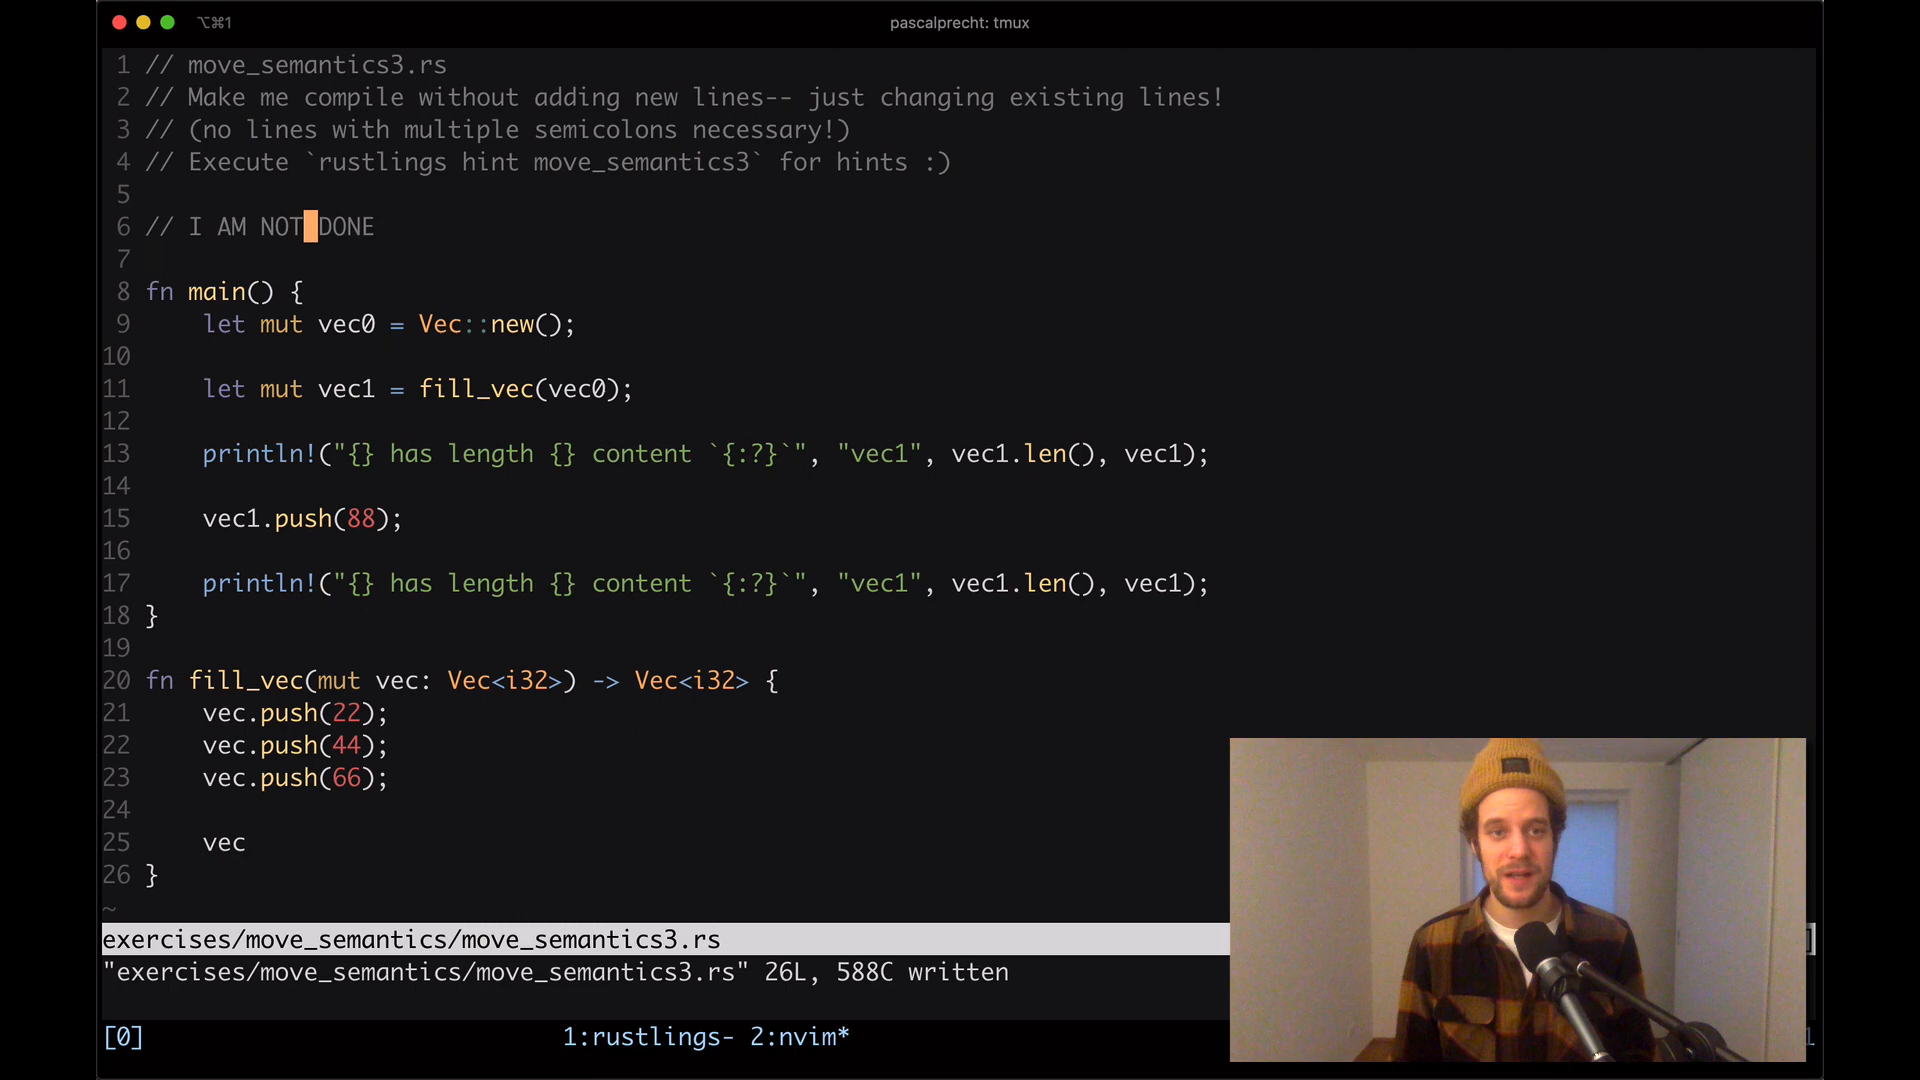 ⌥⌘1
pascalprecht: tmux
1 // move_semantics3.rs
2 // Make me compile without adding new lines-- just changing existing lines!
3 // (no lines with multiple semicolons necessary!)
4 // Execute `rustlings hint move_semantics3` for hints :)
5
6 // I AM NOT DONE
7
8 fn main() {
9     let mut vec0 = Vec::new();
10
11     let mut vec1 = fill_vec(vec0);
12
13     println!("{} has length {} content `{:?}`", "vec1", vec1.len(), vec1);
14
15     vec1.push(88);
16
17     println!("{} has length {} content `{:?}`", "vec1", vec1.len(), vec1);
18 }
19
20 fn fill_vec(mut vec: Vec<i32>) -> Vec<i32> {
21     vec.push(22);
22     vec.push(44);
23     vec.push(66);
24
25     vec
26 }
~
exercises/move_semantics/move_semantics3.rs
"exercises/move_semantics/move_semantics3.rs" 26L, 588C written
[0] 1:rustlings- 2:nvim*